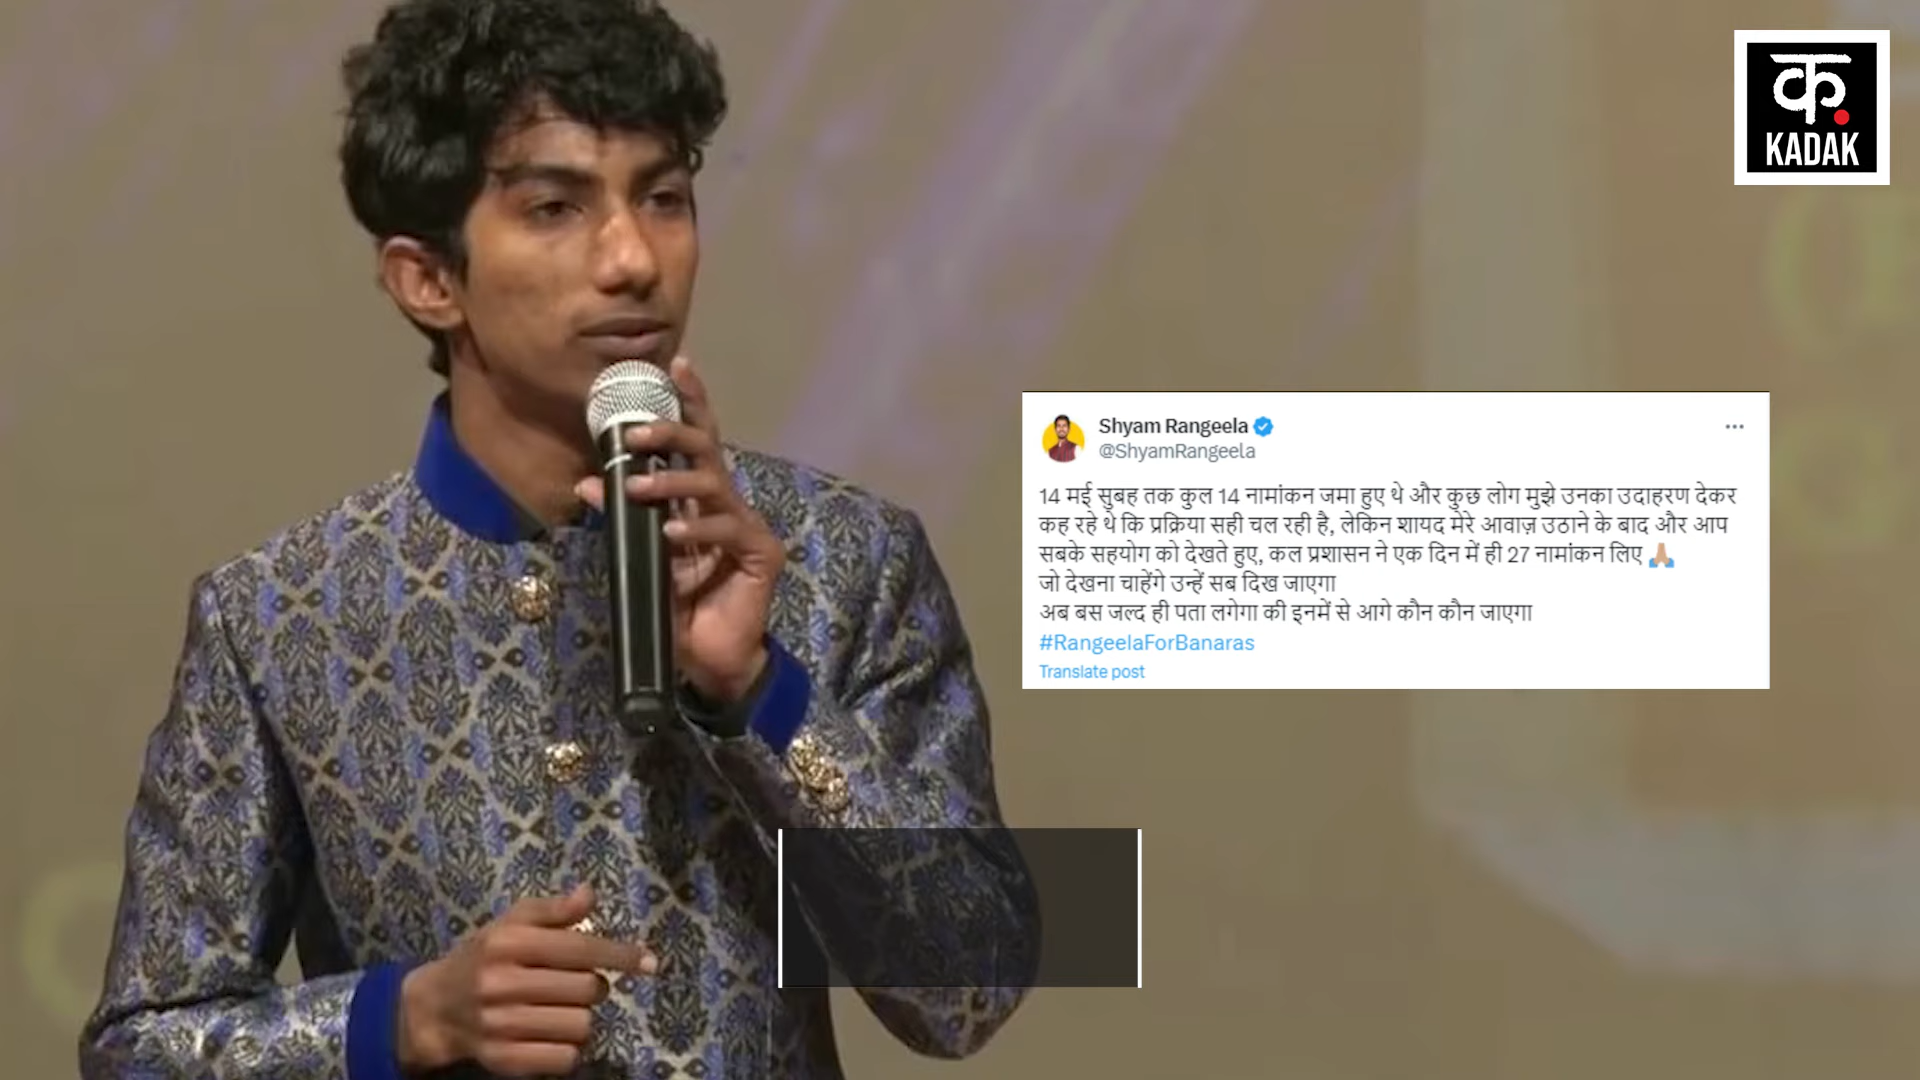 क.
KADAK
Shyam Rangeela
@ShyamRangeela
14 मई सुबह तक कुल 14 नामांकन जमा हुए थे और कुछ लोग मुझे उनका उदाहरण देकर
कह रहे थे कि प्रक्रिया सही चल रही है, लेकिन शायद मेरे आवाज़ उठाने के बाद और आप
सबके सहयोग को देखते हुए, कल प्रशासन ने एक दिन में ही 27 नामांकन लिए 🙏🏽
जो देखना चाहेंगे उन्हें सब दिख जाएगा
अब बस जल्द ही पता लगेगा की इनमें से आगे कौन कौन जाएगा
#RangeelaForBanaras
Translate post